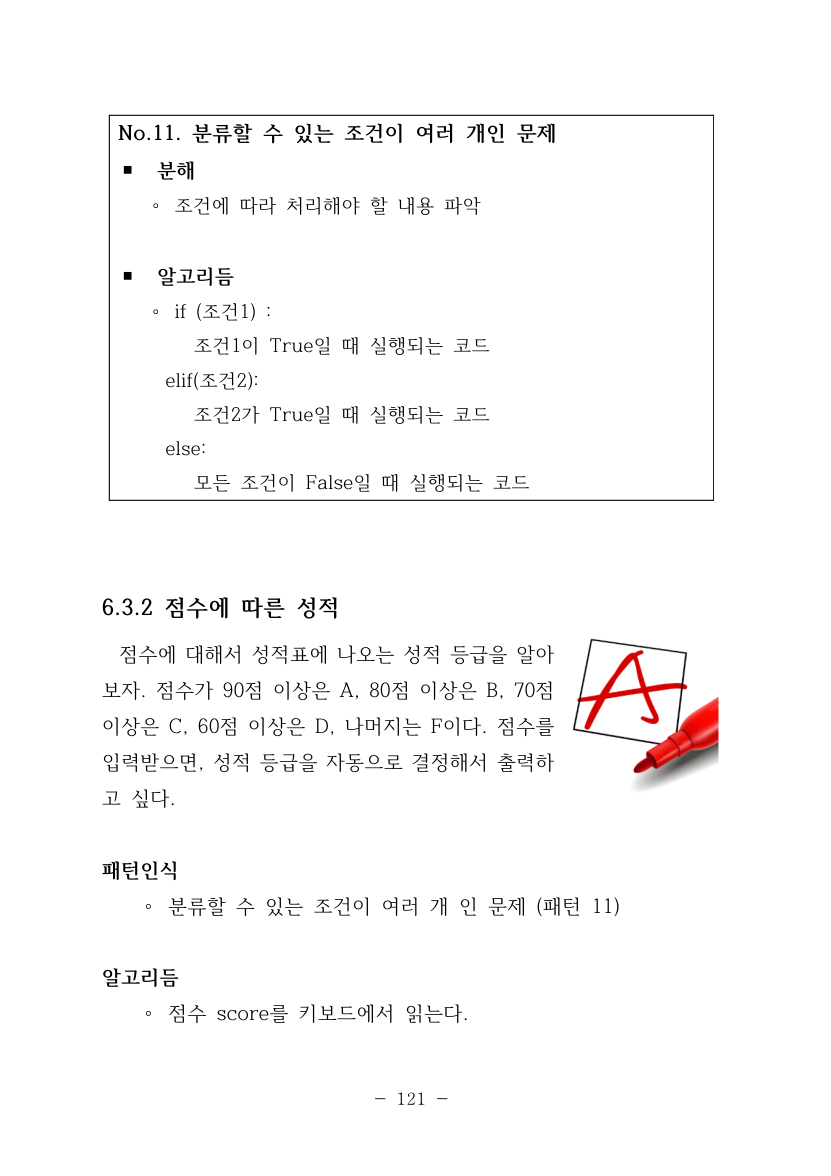 No.11. 분류할 수 있는 조건이 여러 개인 문제
▪ 분해
◦ 조건에 따라 처리해야 할 내용 파악
▪ 알고리듬
◦ if (조건1) :
조건1이 True일 때 실행되는 코드
elif(조건2):
조건2가 True일 때 실행되는 코드
else:
모든 조건이 False일 때 실행되는 코드
6.3.2 점수에 따른 성적
점수에 대해서 성적표에 나오는 성적 등급을 알아
보자. 점수가 90점 이상은 A, 80점 이상은 B, 70점
이상은 C, 60점 이상은 D, 나머지는 F이다. 점수를
입력받으면, 성적 등급을 자동으로 결정해서 출력하
고 싶다.
A
패턴인식
◦ 분류할 수 있는 조건이 여러 개 인 문제 (패턴 11)
알고리듬
◦ 점수 score를 키보드에서 읽는다.
- 121 -